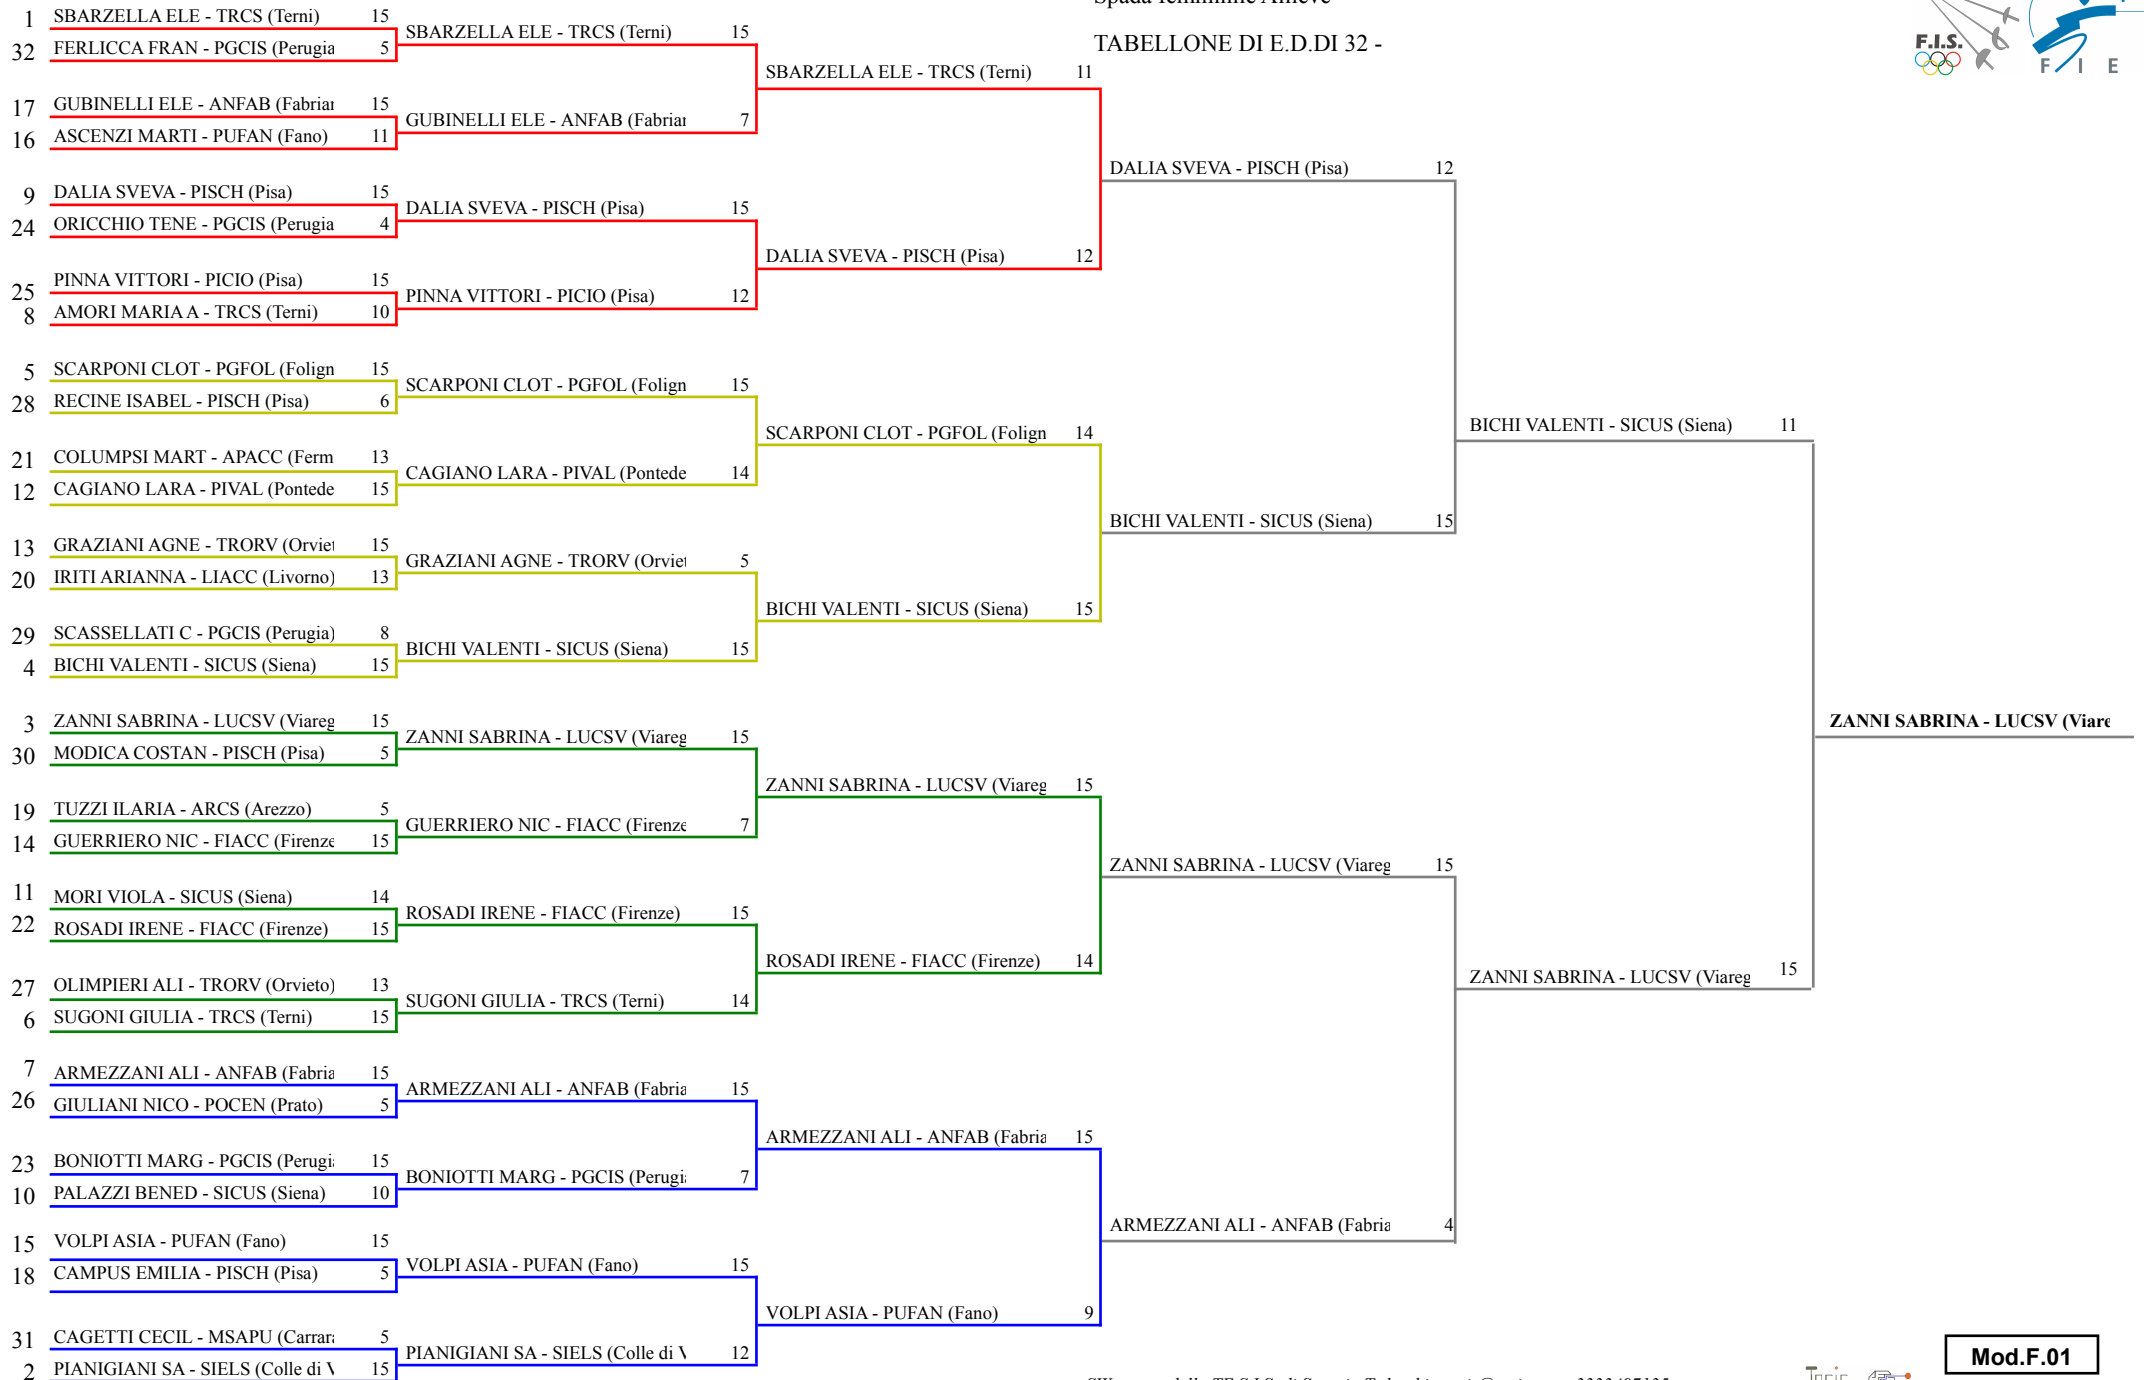 TABELLONE DI E.D.DI 32 -
F.I.S.
F I E
1 SBARZELLA ELE - TRCS (Terni) 15
32 FERLICCA FRAN - PGCIS (Perugia 5
17 GUBINELLI ELE - ANFAB (Fabriar 15
16 ASCENZI MARTI - PUFAN (Fano) 11
9 DALIA SVEVA - PISCH (Pisa) 15
24 ORICCHIO TENE - PGCIS (Perugia 4
25 PINNA VITTORI - PICIO (Pisa) 15
8 AMORI MARIA A - TRCS (Terni) 10
5 SCARPONI CLOT - PGFOL (Folign 15
28 RECINE ISABEL - PISCH (Pisa) 6
21 COLUMPSI MART - APACC (Ferm 13
12 CAGIANO LARA - PIVAL (Pontede 15
13 GRAZIANI AGNE - TRORV (Orviet 15
20 IRITI ARIANNA - LIACC (Livorno) 13
29 SCASSELLATI C - PGCIS (Perugia) 8
4 BICHI VALENTI - SICUS (Siena) 15
3 ZANNI SABRINA - LUCSV (Viareg 15
30 MODICA COSTAN - PISCH (Pisa) 5
19 TUZZI ILARIA - ARCS (Arezzo) 5
14 GUERRIERO NIC - FIACC (Firenze 15
11 MORI VIOLA - SICUS (Siena) 14
22 ROSADI IRENE - FIACC (Firenze) 15
27 OLIMPIERI ALI - TRORV (Orvieto) 13
6 SUGONI GIULIA - TRCS (Terni) 15
7 ARMEZZANI ALI - ANFAB (Fabria 15
26 GIULIANI NICO - POCEN (Prato) 5
23 BONIOTTI MARG - PGCIS (Perugia 15
10 PALAZZI BENED - SICUS (Siena) 10
15 VOLPI ASIA - PUFAN (Fano) 15
18 CAMPUS EMILIA - PISCH (Pisa) 5
31 CAGETTI CECIL - MSAPU (Carrara 5
2 PIANIGIANI SA - SIELS (Colle di V 15
SBARZELLA ELE - TRCS (Terni) 15
GUBINELLI ELE - ANFAB (Fabriar 7
DALIA SVEVA - PISCH (Pisa) 15
PINNA VITTORI - PICIO (Pisa) 12
SCARPONI CLOT - PGFOL (Folign 15
CAGIANO LARA - PIVAL (Pontede 14
GRAZIANI AGNE - TRORV (Orviet 5
BICHI VALENTI - SICUS (Siena) 15
ZANNI SABRINA - LUCSV (Viareg 15
GUERRIERO NIC - FIACC (Firenze 7
ROSADI IRENE - FIACC (Firenze) 15
SUGONI GIULIA - TRCS (Terni) 14
ARMEZZANI ALI - ANFAB (Fabria 15
BONIOTTI MARG - PGCIS (Perugia 7
VOLPI ASIA - PUFAN (Fano) 15
PIANIGIANI SA - SIELS (Colle di V 12
SBARZELLA ELE - TRCS (Terni) 11
DALIA SVEVA - PISCH (Pisa) 12
SCARPONI CLOT - PGFOL (Folign 14
BICHI VALENTI - SICUS (Siena) 15
ZANNI SABRINA - LUCSV (Viareg 15
ROSADI IRENE - FIACC (Firenze) 14
ARMEZZANI ALI - ANFAB (Fabria 15
VOLPI ASIA - PUFAN (Fano) 9
DALIA SVEVA - PISCH (Pisa) 12
BICHI VALENTI - SICUS (Siena) 15
ZANNI SABRINA - LUCSV (Viareg 15
ARMEZZANI ALI - ANFAB (Fabria 4
BICHI VALENTI - SICUS (Siena) 11
ZANNI SABRINA - LUCSV (Viareg 15
ZANNI SABRINA - LUCSV (Viare
Mod.F.01